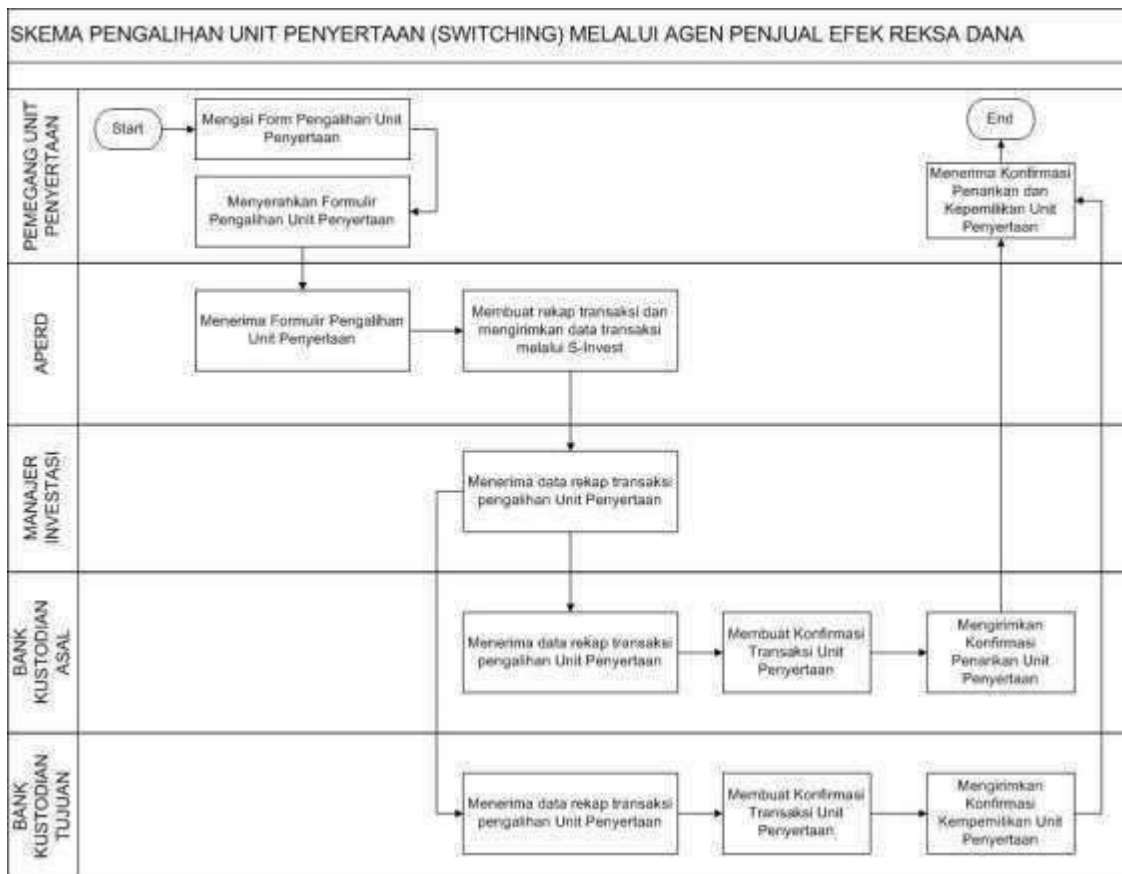 SKEMA PENGALIHAN UNIT PENYERTAAN (SWITCHING) MELALUI AGEN PENJUAL EFEK REKSA DANA
PEMEGANG UNIT
PENYERTAAN
Start
Mengisi Form Pengalihan Unit
Penyertaan
Menyerahkan Formulir
Pengalihan Unit Penyertaan
End
Menerima Konfirmasi
Penarikan dan
Kepemilikan Unit
Penyertaan
APERD
Menerima Formulir Pengalihan
Unit Penyertaan
Membuat rekap transaksi dan
mengirimkan data transaksi
melalui S-Invest
MANAJER
INVESTASI
Menerima data rekap transaksi
pengalihan Unit Penyertaan
BANK
KUSTODIAN
ASAL
Menerima data rekap transaksi
pengalihan Unit Penyertaan
Membuat Konfirmasi
Transaksi Unit
Penyertaan
Mengirimkan
Konfirmasi
Penarikan Unit
Penyertaan
BANK
KUSTODIAN
TUJUAN
Menerima data rekap transaksi
pengalihan Unit Penyertaan
Membuat Konfirmasi
Transaksi Unit
Penyertaan
Mengirimkan
Konfirmasi
Kempemilikan Unit
Penyertaan